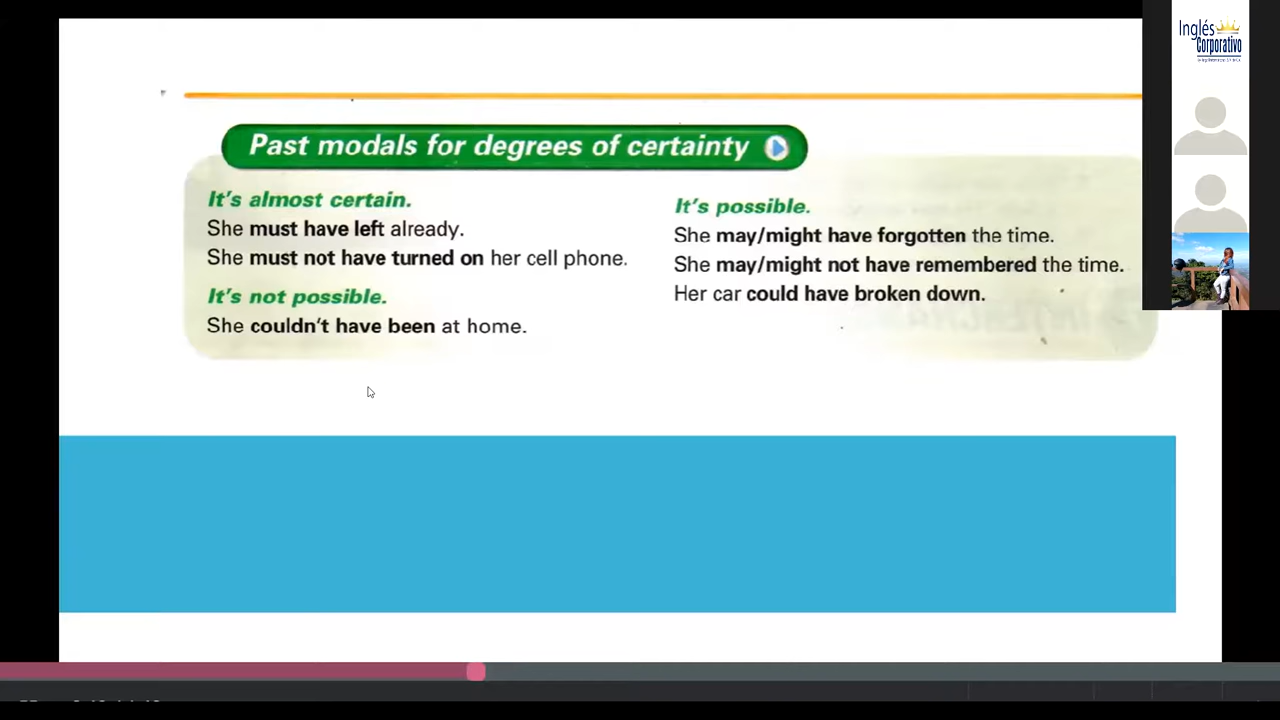 Inglés
Corporativo
Past modals for degrees of certainty
It's almost certain.
She must have left already.
She must not have turned on her cell phone.
It's not possible.
She couldn't have been at home.
It's possible.
She may/might have forgotten the time.
She may/might not have remembered the time.
Her car could have broken down.